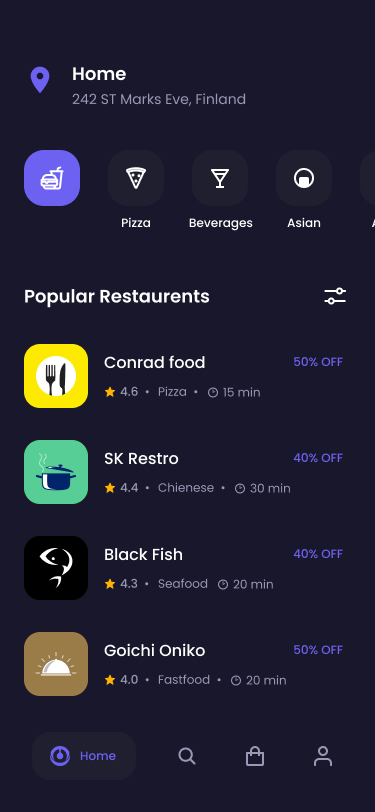 Home
242 ST Marks Eve, Finland
Pizza
Beverages
Asian
Popular Restaurents
Conrad food
50% OFF
4.6 • Pizza • 15 min
SK Restro
40% OFF
4.4 • Chienese • 30 min
Black Fish
40% OFF
4.3 • Seafood 20 min
Goichi Oniko
50% OFF
4.0 • Fastfood • 20 min
Home